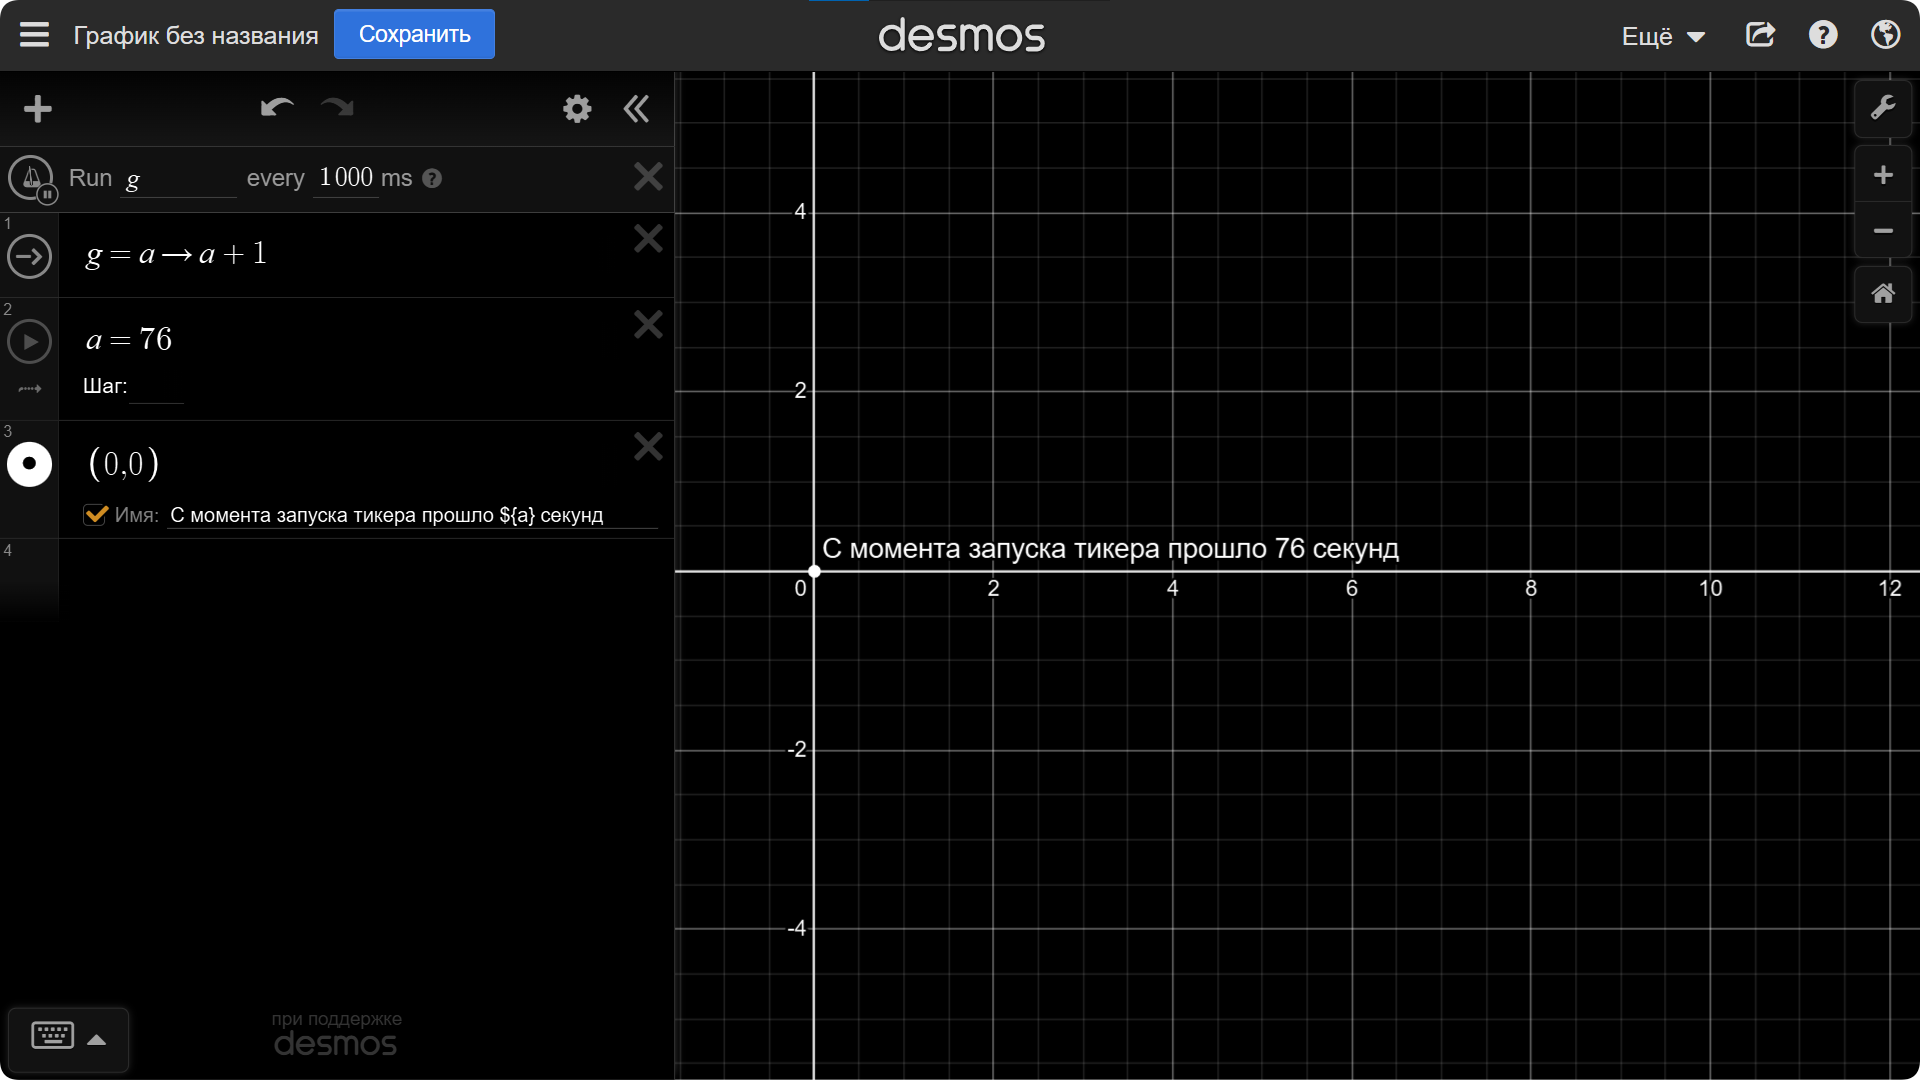 График без названия
Сохранить
desmos
Ещё
Run g every 1000 ms ?
1
g = a → a + 1
2
a = 76
Шаг:
3
(0,0)
Имя: С момента запуска тикера прошло ${a} секунд
4
при поддержке
desmos
4
2
С момента запуска тикера прошло 76 секунд
0 2 4 6 8 10 12
-2
-4